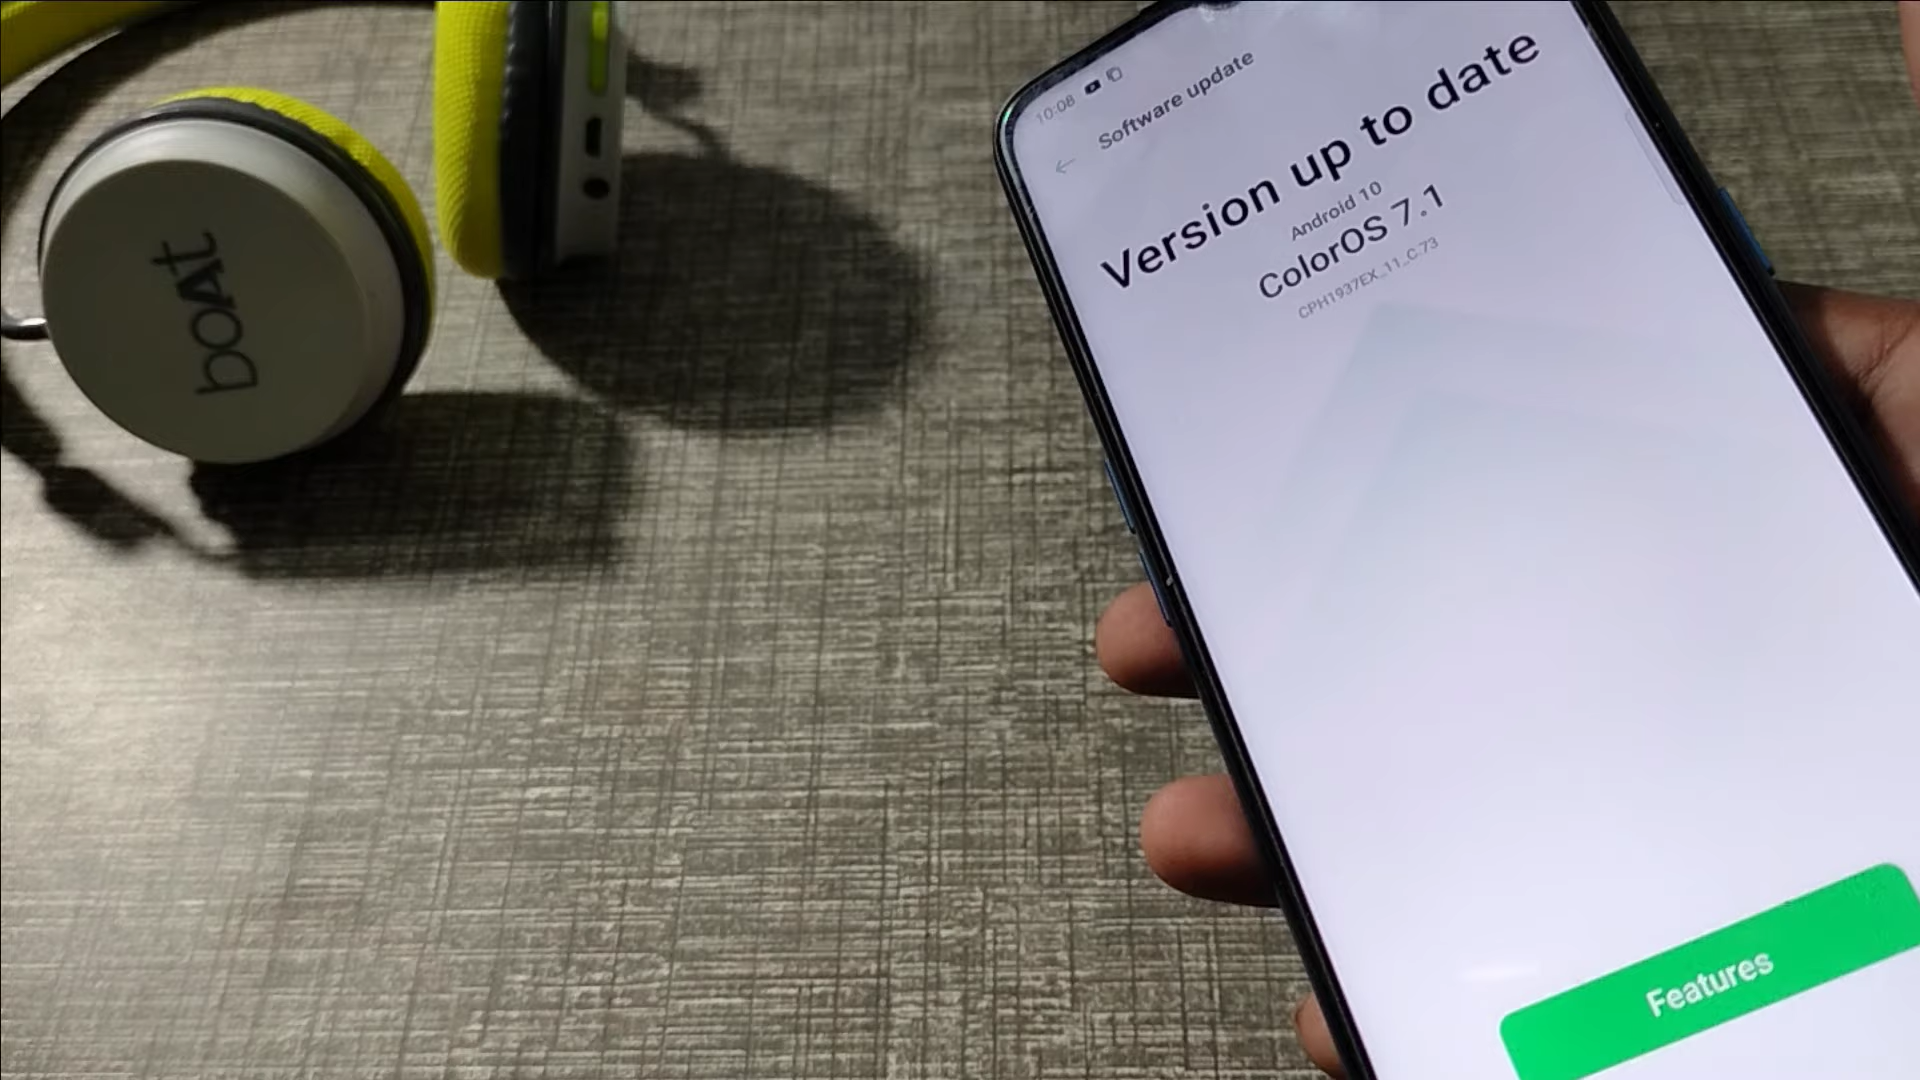 boAt
10:08
Software update
Version up to date
Android 10
ColorOS 7.1
CPH1937EX_11_C.73
Features